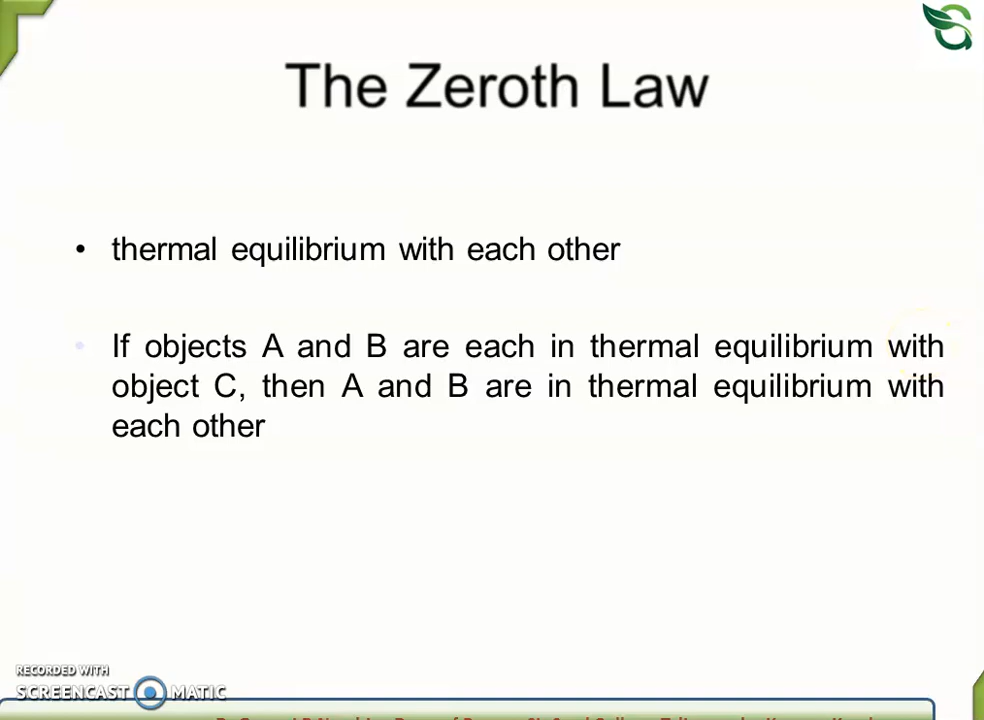 The Zeroth Law
• thermal equilibrium with each other
• If objects A and B are each in thermal equilibrium with
object C, then A and B are in thermal equilibrium with
each other
RECORDED WITH
SCREENCAST MATIC